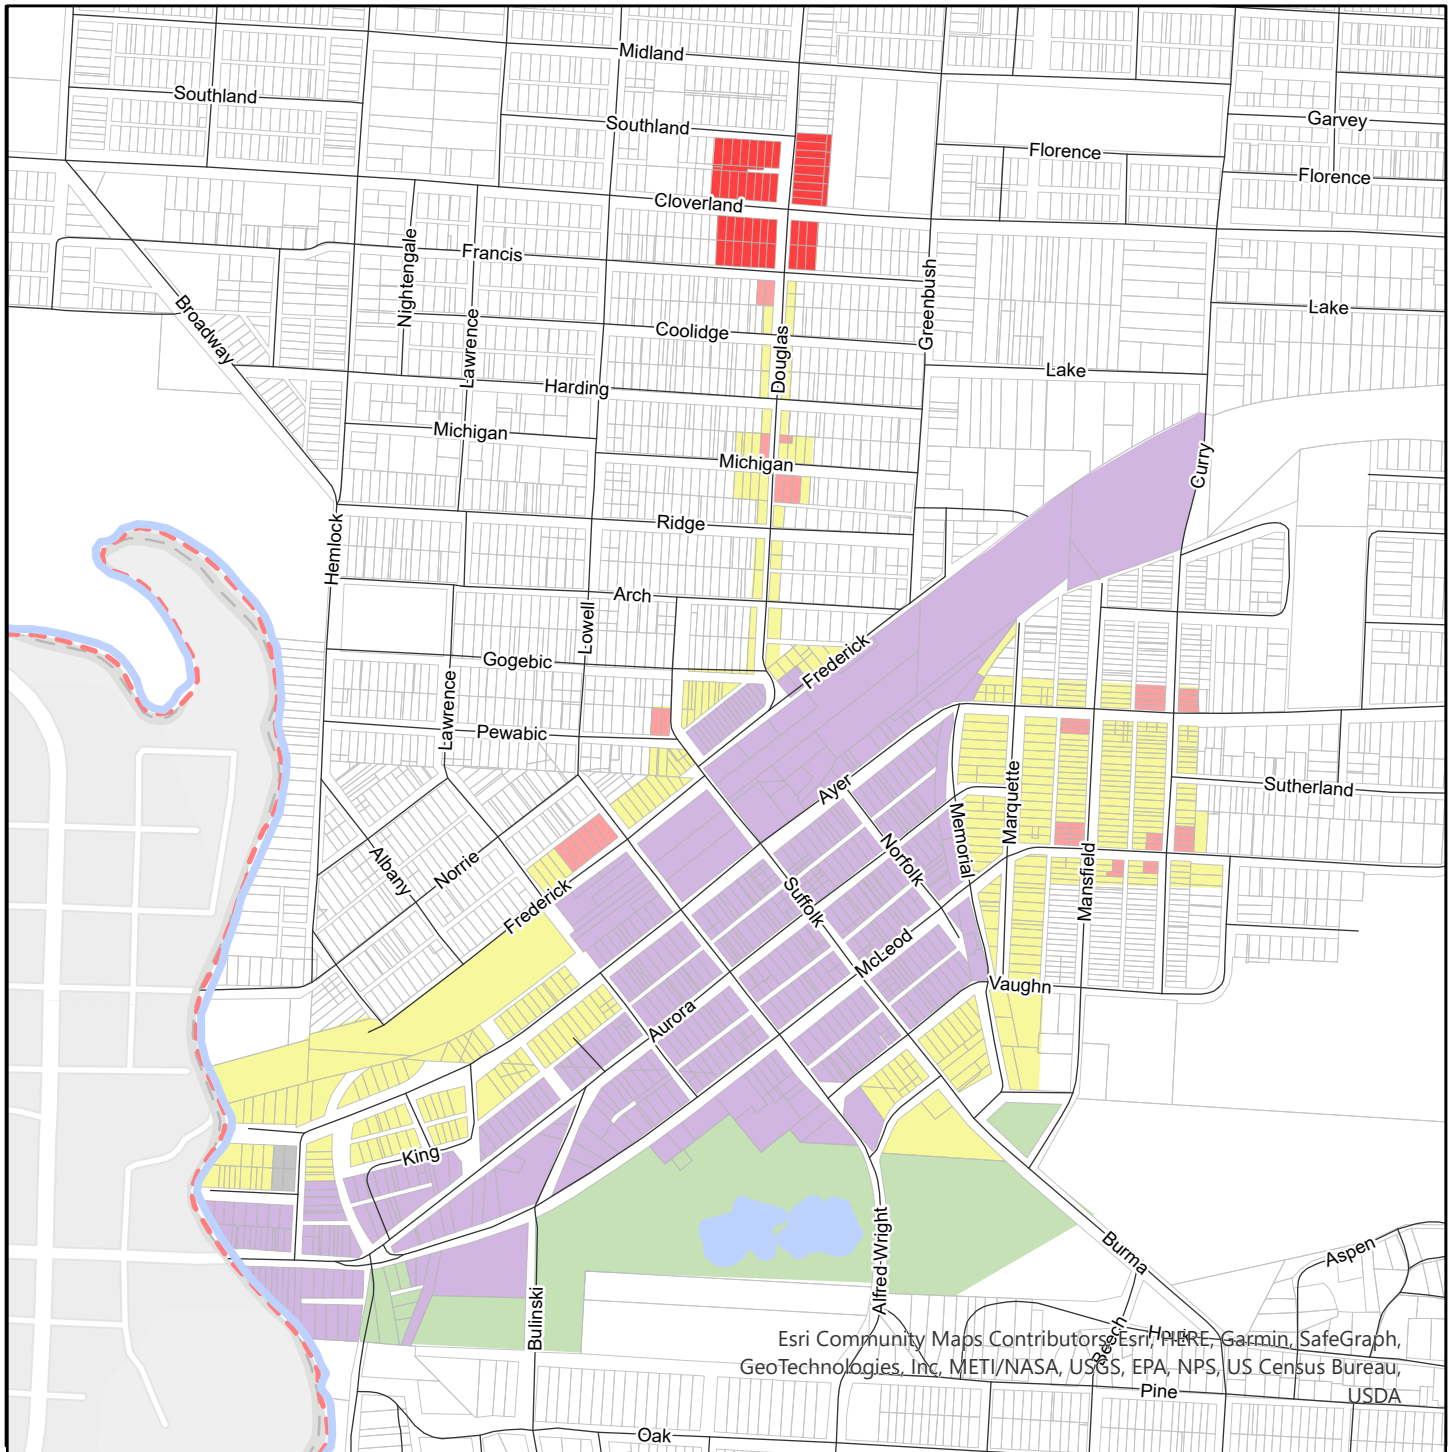 Midland
Southland
Garvey
Southland
Florence
Florence
Cloverland
Francis
Nightengale
Greenbush
Broadway
Lake
Coolidge
Lawrence
Douglas
Lake
Harding
Michigan
Michigan
Curry
Ridge
Hemlock
Arch
Lowell
Frederick
Gogebic
Lawrence
Pewabic
Ayer
Marquette
Sutherland
Memorial
Norfolk
Albany
Norrie
Mansfield
Suffolk
Frederick
McLeod
Vaughn
Aurora
King
Alfred-Wright
Burma
Aspen
Bulinski
Beech
Esri Community Maps Contributors, Esri, HERE, Garmin, SafeGraph,
GeoTechnologies, Inc, METI/NASA, USGS, EPA, NPS, US Census Bureau,
USDA
Pine
Oak